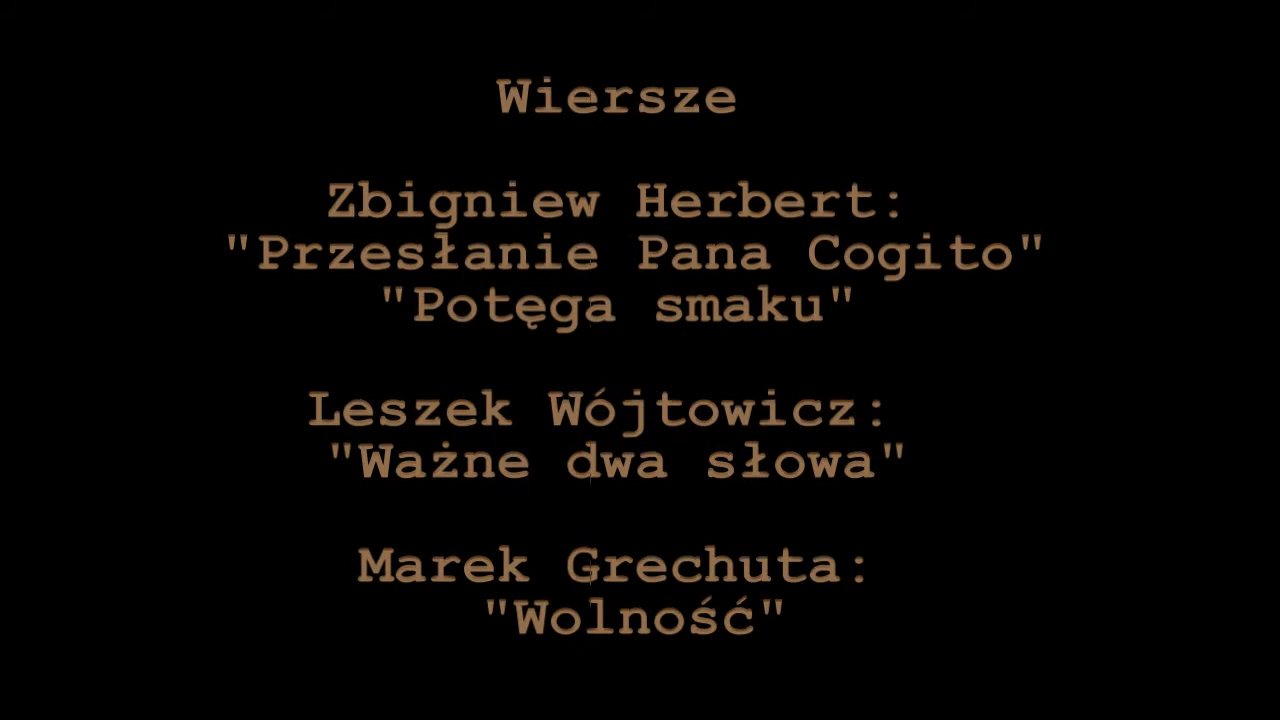 Wiersze
Zbigniew Herbert:
"Przesłanie Pana Cogito"
"Potęga smaku"
Leszek Wójtowicz:
"Ważne dwa słowa"
Marek Grechuta:
"Wolność"